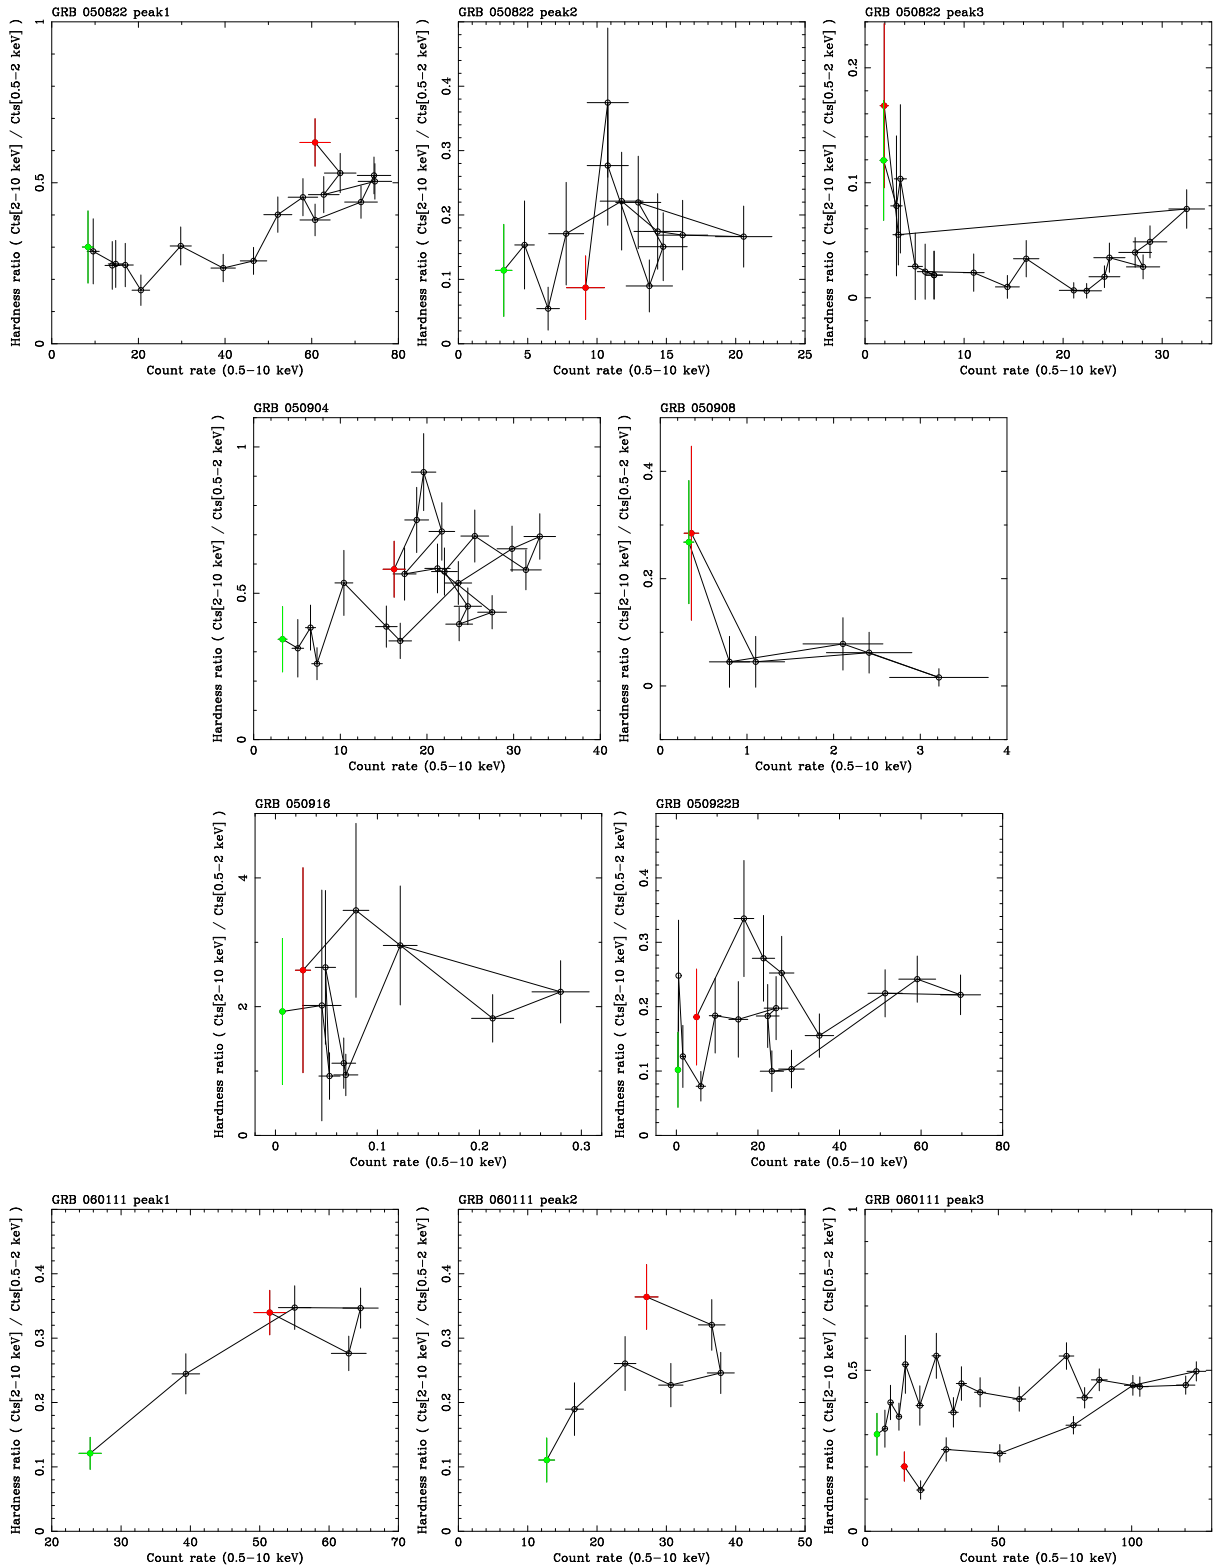 GRB 050822 peak1
Hardness ratio ( Cts[2-10 keV] / Cts[0.5-2 keV] )
0 0.5 1
0 20 40 60 80
Count rate (0.5-10 keV)
GRB 050822 peak2
Hardness ratio ( Cts[2-10 keV] / Cts[0.5-2 keV] )
0 0.1 0.2 0.3 0.4
0 5 10 15 20 25
Count rate (0.5-10 keV)
GRB 050822 peak3
Hardness ratio ( Cts[2-10 keV] / Cts[0.5-2 keV] )
0 0.1 0.2
0 10 20 30
Count rate (0.5-10 keV)
GRB 050904
Hardness ratio ( Cts[2-10 keV] / Cts[0.5-2 keV] )
0 0.5 1
0 10 20 30 40
Count rate (0.5-10 keV)
GRB 050908
Hardness ratio ( Cts[2-10 keV] / Cts[0.5-2 keV] )
0 0.2 0.4
0 1 2 3 4
Count rate (0.5-10 keV)
GRB 050916
Hardness ratio ( Cts[2-10 keV] / Cts[0.5-2 keV] )
0 2 4
0 0.1 0.2 0.3
Count rate (0.5-10 keV)
GRB 050922B
Hardness ratio ( Cts[2-10 keV] / Cts[0.5-2 keV] )
0 0.1 0.2 0.3 0.4
0 20 40 60 80
Count rate (0.5-10 keV)
GRB 060111 peak1
Hardness ratio ( Cts[2-10 keV] / Cts[0.5-2 keV] )
0 0.1 0.2 0.3 0.4
20 30 40 50 60 70
Count rate (0.5-10 keV)
GRB 060111 peak2
Hardness ratio ( Cts[2-10 keV] / Cts[0.5-2 keV] )
0 0.1 0.2 0.3 0.4
0 10 20 30 40 50
Count rate (0.5-10 keV)
GRB 060111 peak3
Hardness ratio ( Cts[2-10 keV] / Cts[0.5-2 keV] )
0 0.5 1
0 50 100
Count rate (0.5-10 keV)